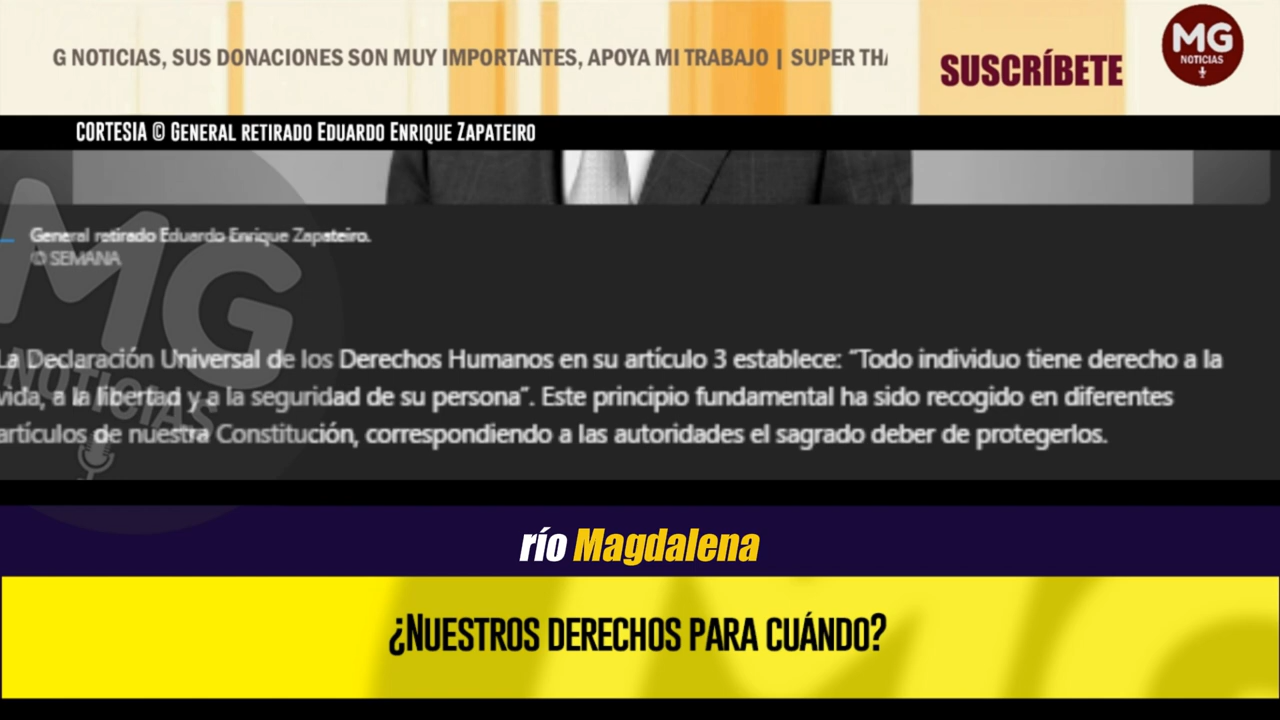 G NOTICIAS, SUS DONACIONES SON MUY IMPORTANTES, APOYA MI TRABAJO | SUPER THA
SUSCRÍBETE
MG
NOTICIAS
CORTESIA © GENERAL RETIRADO EDUARDO ENRIQUE ZAPATEIRO
General retirado Eduardo Enrique Zapateiro.
© SEMANA
MG
NOTICIAS
La Declaración Universal de los Derechos Humanos en su artículo 3 establece: “Todo individuo tiene derecho a la
vida, a la libertad y a la seguridad de su persona”. Este principio fundamental ha sido recogido en diferentes
artículos de nuestra Constitución, correspondiendo a las autoridades el sagrado deber de protegerlos.
río Magdalena
¿NUESTROS DERECHOS PARA CUÁNDO?